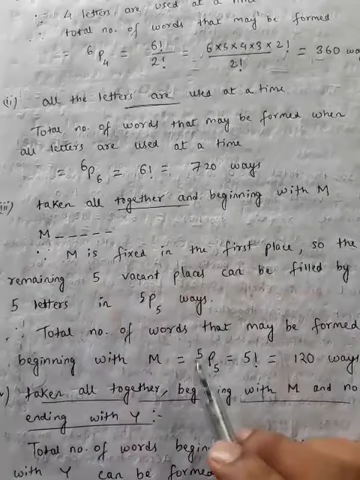 ∵ 4 letters are used at a time
∴ total no. of words that may be formed
= ⁶P₄ = 6!/2! = 6×5×4×3×2!/2! = 360
(ii) all the letters are used at a time
Total no. of words that may be formed when
all letters are used at a time
= ⁶P₆ = 6! = 720 ways
taken all together and beginning with M
M _ _ _ _ _
∵ M is fixed in the first place, so the
remaining 5 vacant places can be filled by
5 letters in ⁵P₅ ways.
∴ Total no. of words that may be formed
beginning with M = ⁵P₅ = 5! = 120 ways
taken all together, with M and no
ending with Y :-
Total no. of words
with Y can be formed